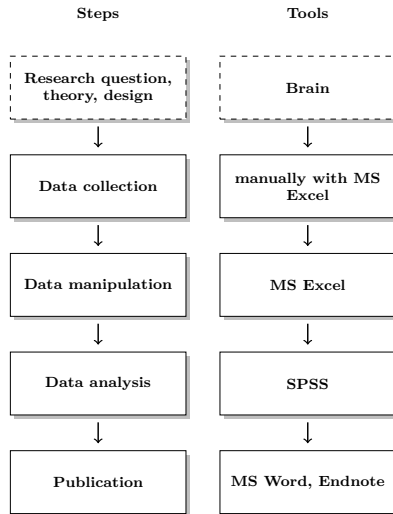 Steps
Tools
Research question,
theory, design
Brain
Data collection
manually with MS
Excel
Data manipulation
MS Excel
Data analysis
SPSS
Publication
MS Word, Endnote